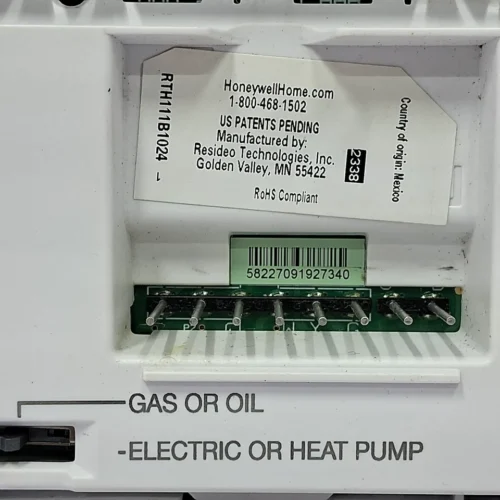 HoneywellHome.com
1-800-468-1502
US PATENTS PENDING
Manufactured by:
Resideo Technologies, Inc.
Golden Valley, MN 55422
RoHS Compliant
RTH111B1024
2338
Country of origin: Mexico
58227091927340
GAS OR OIL
-ELECTRIC OR HEAT PUMP